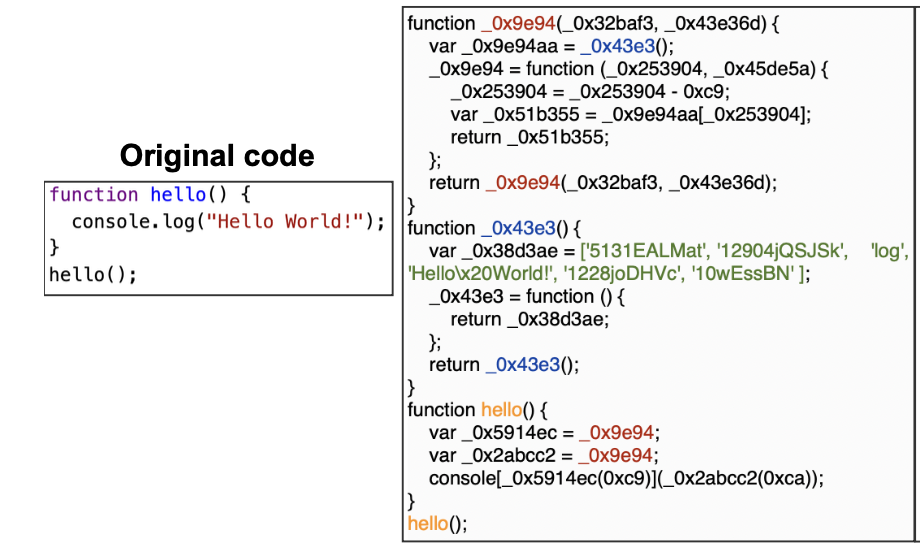 Original code
function hello() {
  console.log("Hello World!");
}
hello();
function _0x9e94(_0x32baf3, _0x43e36d) {
  var _0x9e94aa = _0x43e3();
  _0x9e94 = function (_0x253904, _0x45de5a) {
    _0x253904 = _0x253904 - 0xc9;
    var _0x51b355 = _0x9e94aa[_0x253904];
    return _0x51b355;
  };
  return _0x9e94(_0x32baf3, _0x43e36d);
}
function _0x43e3() {
  var _0x38d3ae = ['5131EALMat', '12904jQSJSk', 'log',
'Hello\x20World!', '1228joDHVc', '10wEssBN' ];
  _0x43e3 = function () {
    return _0x38d3ae;
  };
  return _0x43e3();
}
function hello() {
  var _0x5914ec = _0x9e94;
  var _0x2abcc2 = _0x9e94;
  console[_0x5914ec(0xc9)](_0x2abcc2(0xca));
}
hello();